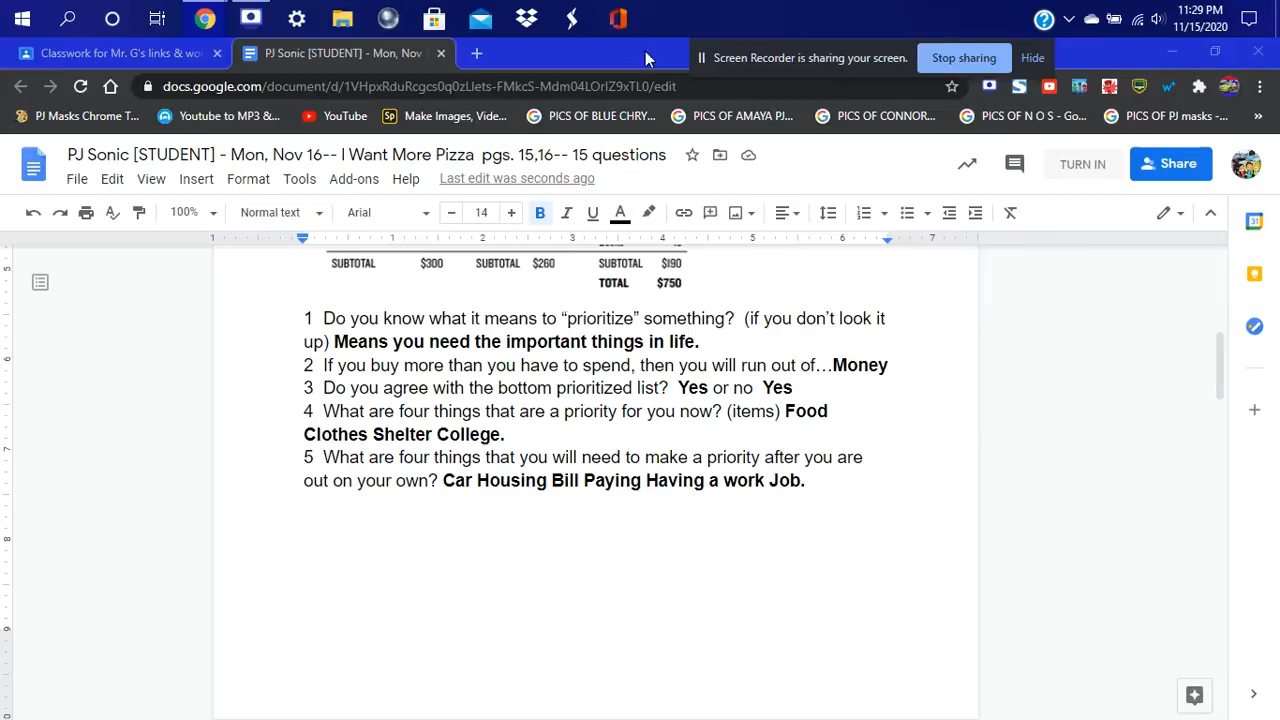 11:29 PM
11/15/2020
Classwork for Mr. G's links & wo
PJ Sonic [STUDENT] - Mon, Nov
Screen Recorder is sharing your screen.
Stop sharing
Hide
docs.google.com/document/d/1VHpxRduRcgcs0q0zLIets-FMkcS-Mdm04LOrIZ9xTL0/edit
PJ Masks Chrome T...
Youtube to MP3 &...
YouTube
Make Images, Vide...
PICS OF BLUE CHRY...
PICS OF AMAYA PJ...
PICS OF CONNOR...
PICS OF N O S - Go...
PICS OF PJ masks -...
PJ Sonic [STUDENT] - Mon, Nov 16-- I Want More Pizza pgs. 15,16-- 15 questions
TURN IN
Share
File Edit View Insert Format Tools Add-ons Help Last edit was seconds ago
100% Normal text Arial 14 B I U A
1 1 2 3 4 5 6 7
SUBTOTAL $300 SUBTOTAL $260 SUBTOTAL $190
TOTAL $750
1 Do you know what it means to “prioritize” something? (if you don’t look it
up) Means you need the important things in life.
2 If you buy more than you have to spend, then you will run out of…Money
3 Do you agree with the bottom prioritized list? Yes or no Yes
4 What are four things that are a priority for you now? (items) Food
Clothes Shelter College.
5 What are four things that you will need to make a priority after you are
out on your own? Car Housing Bill Paying Having a work Job.